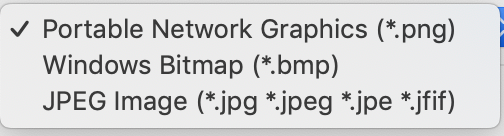 ✓ Portable Network Graphics (*.png)
Windows Bitmap (*.bmp)
JPEG Image (*.jpg *.jpeg *.jpe *.jfif)